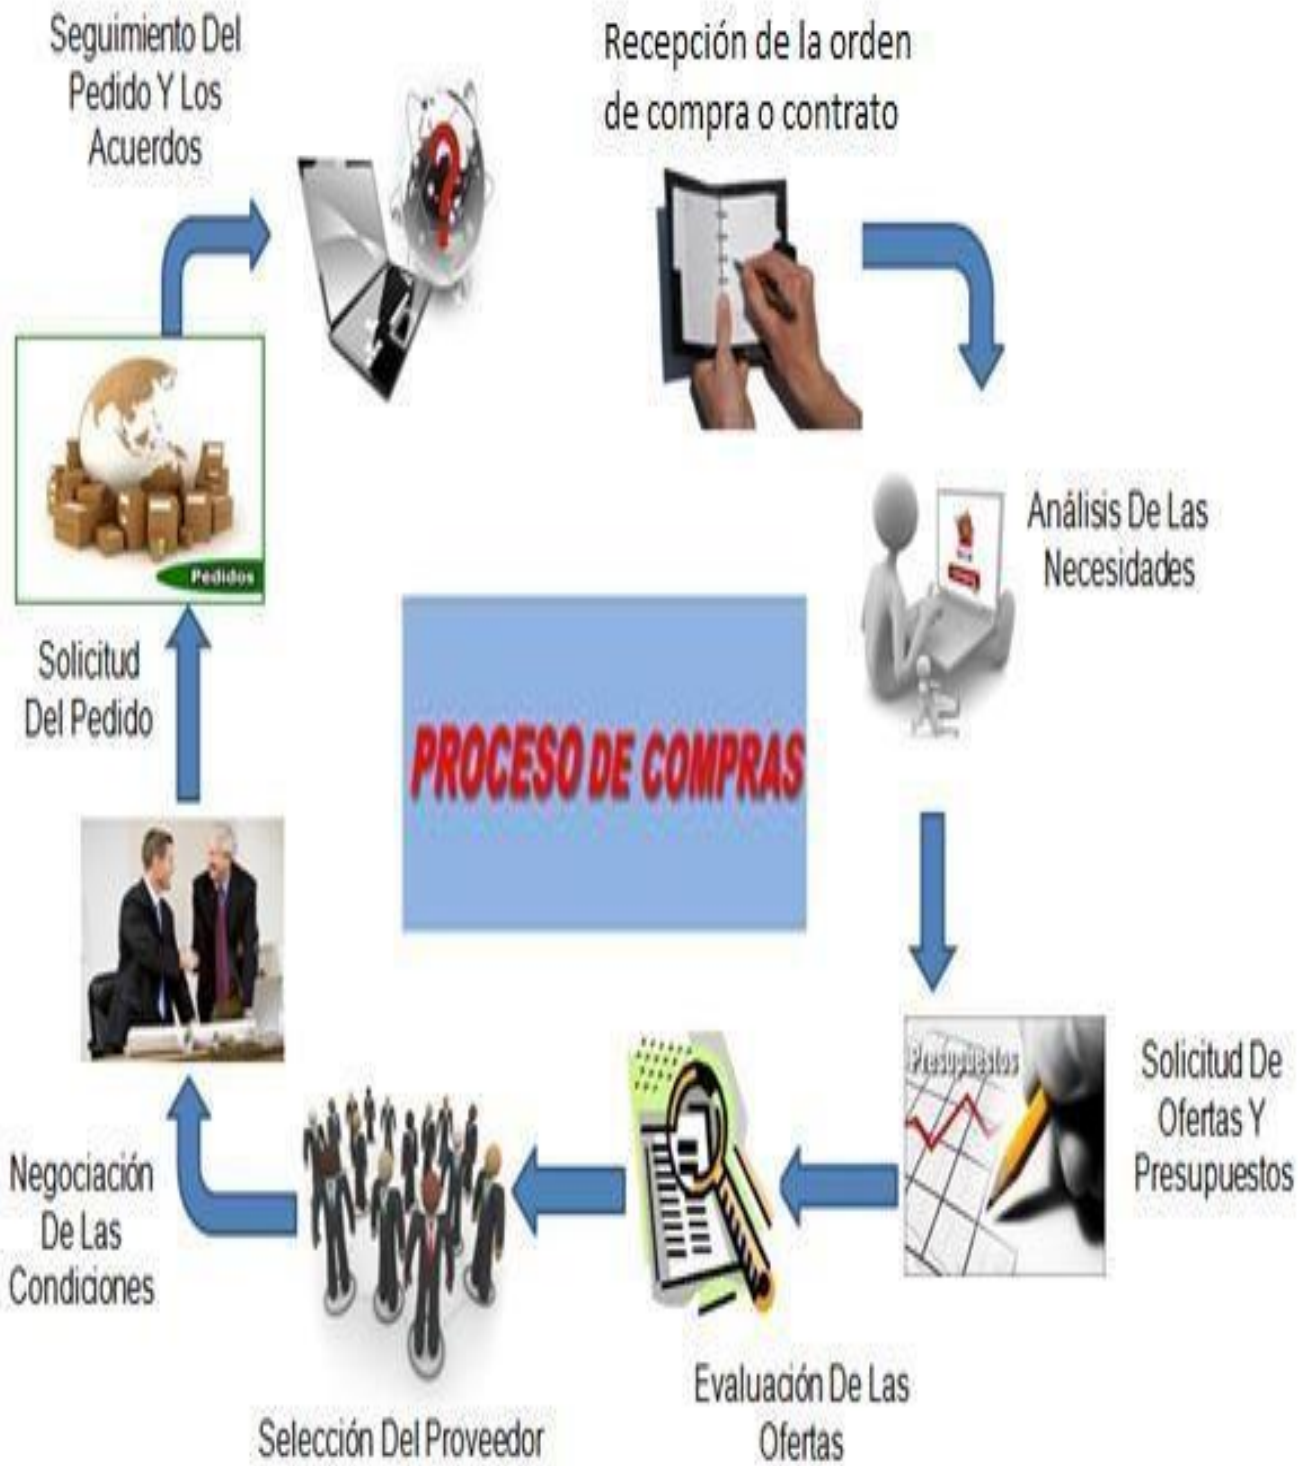 Seguimiento Del
Pedido Y Los
Acuerdos
Recepción de la orden
de compra o contrato
Análisis De Las
Necesidades
Pedidos
Solicitud
Del Pedido
PROCESO DE COMPRAS
Presupuestos
Solicitud De
Ofertas Y
Presupuestos
Negociación
De Las
Condiciones
Evaluación De Las
Ofertas
Selección Del Proveedor